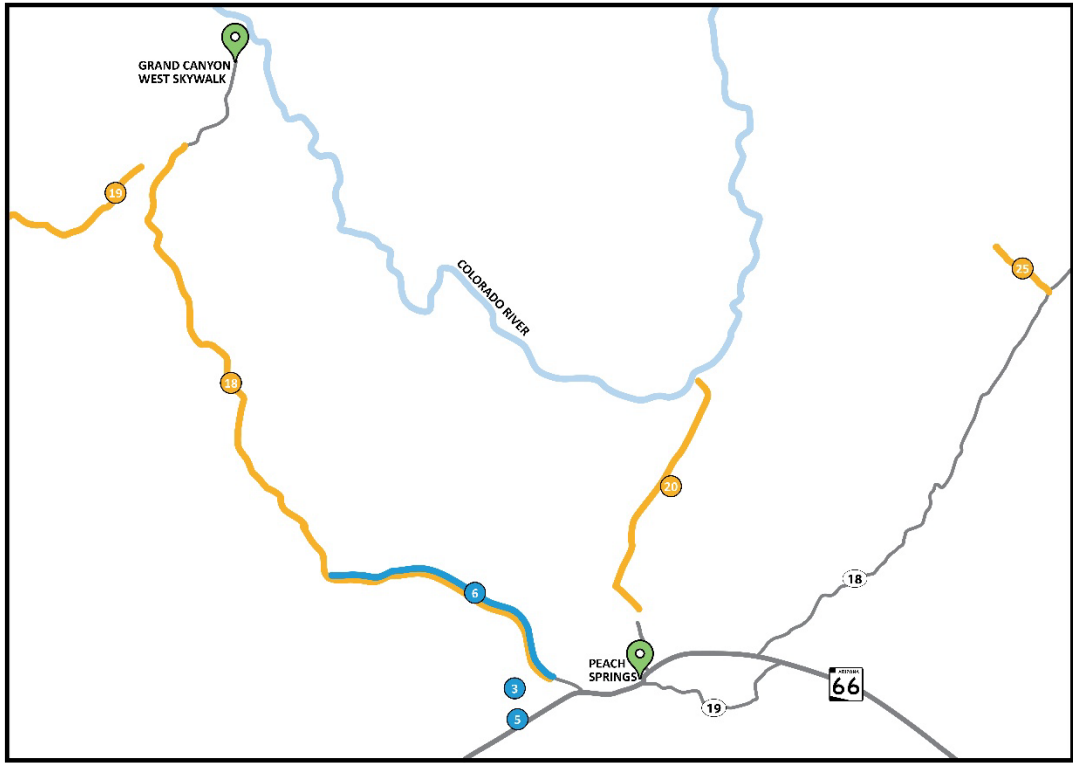 GRAND CANYON
WEST SKYWALK
19
COLORADO RIVER
25
18
20
18
6
PEACH
SPRINGS
3
ARIZONA
66
19
5